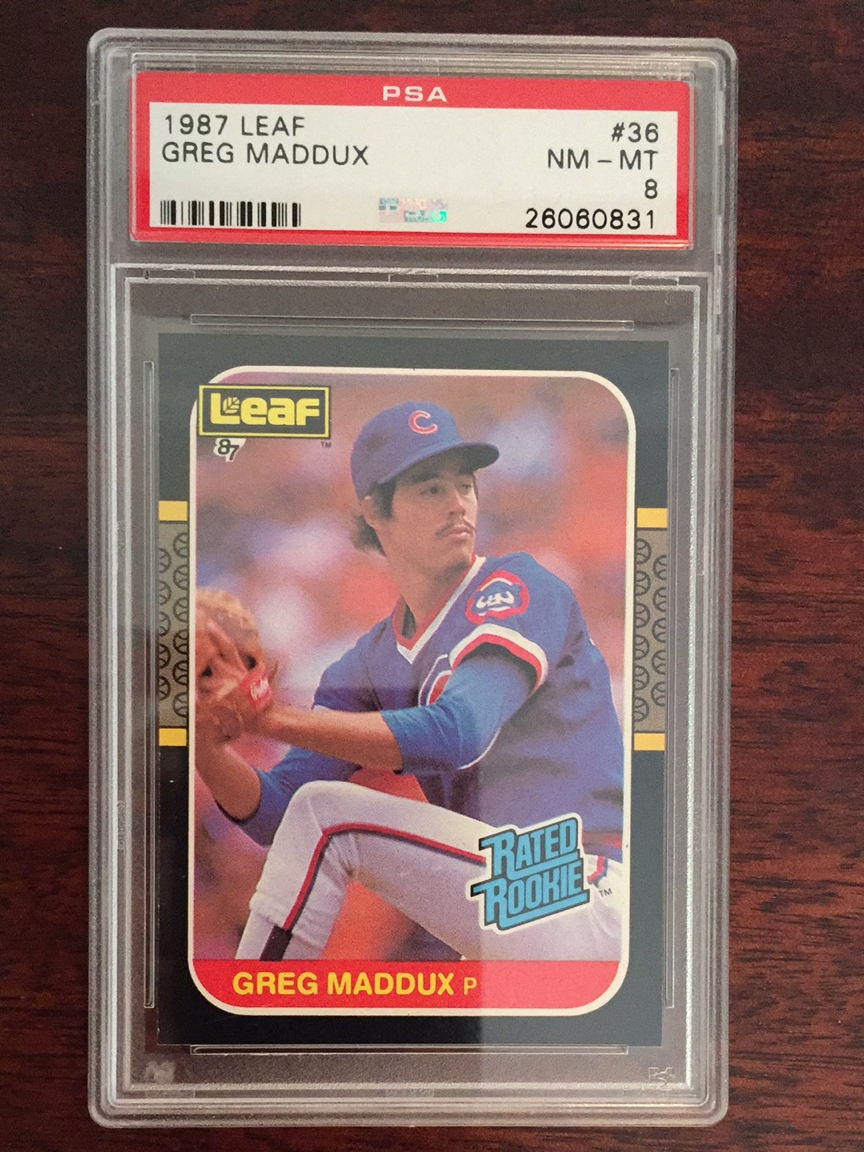 PSA
1987 LEAF #36
GREG MADDUX NM - MT
8
26060831
Leaf
TM
87
C
RATED
ROOKIE
TM
GREG MADDUX P